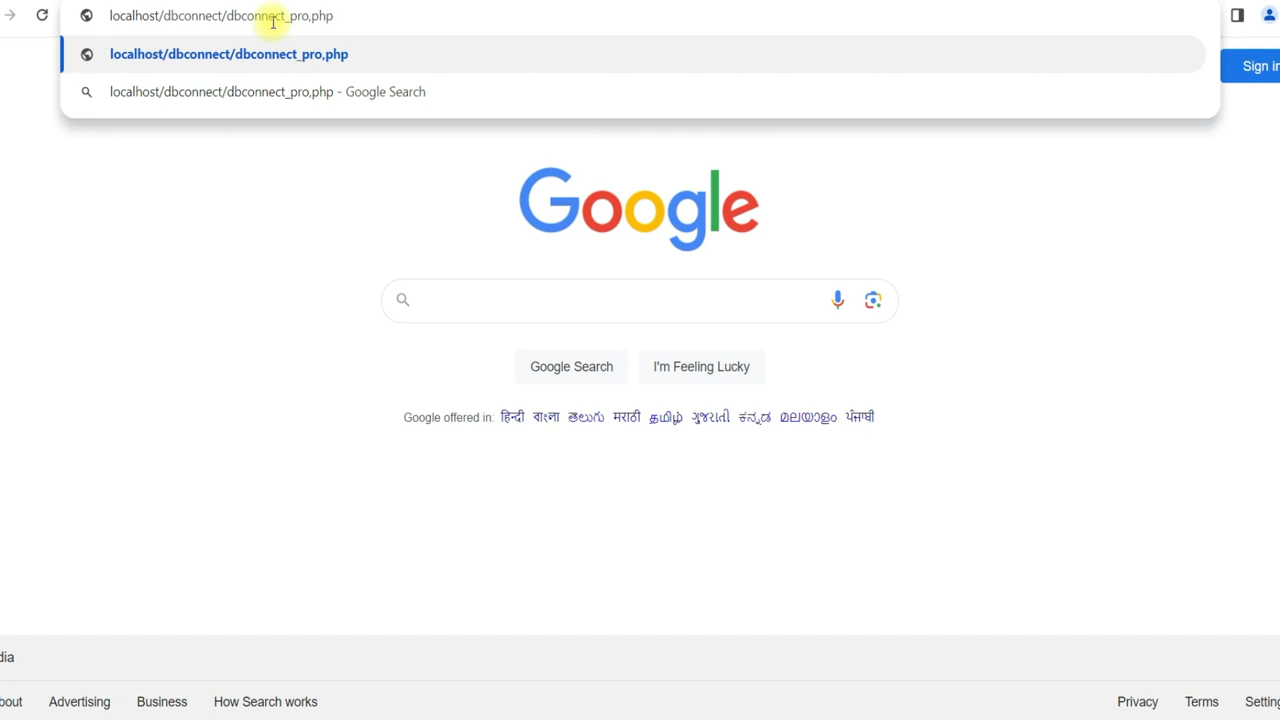 localhost/dbconnect/dbconnect_pro,php
localhost/dbconnect/dbconnect_pro,php
localhost/dbconnect/dbconnect_pro,php - Google Search
Sign in
Google
Google Search I'm Feeling Lucky
Google offered in: हिन्दी বাংলা తెలుగు मराठी தமிழ் ગુજરાતી ಕನ್ನಡ മലയാളം ਪੰਜਾਬੀ
dia
bout Advertising Business How Search works Privacy Terms Setting